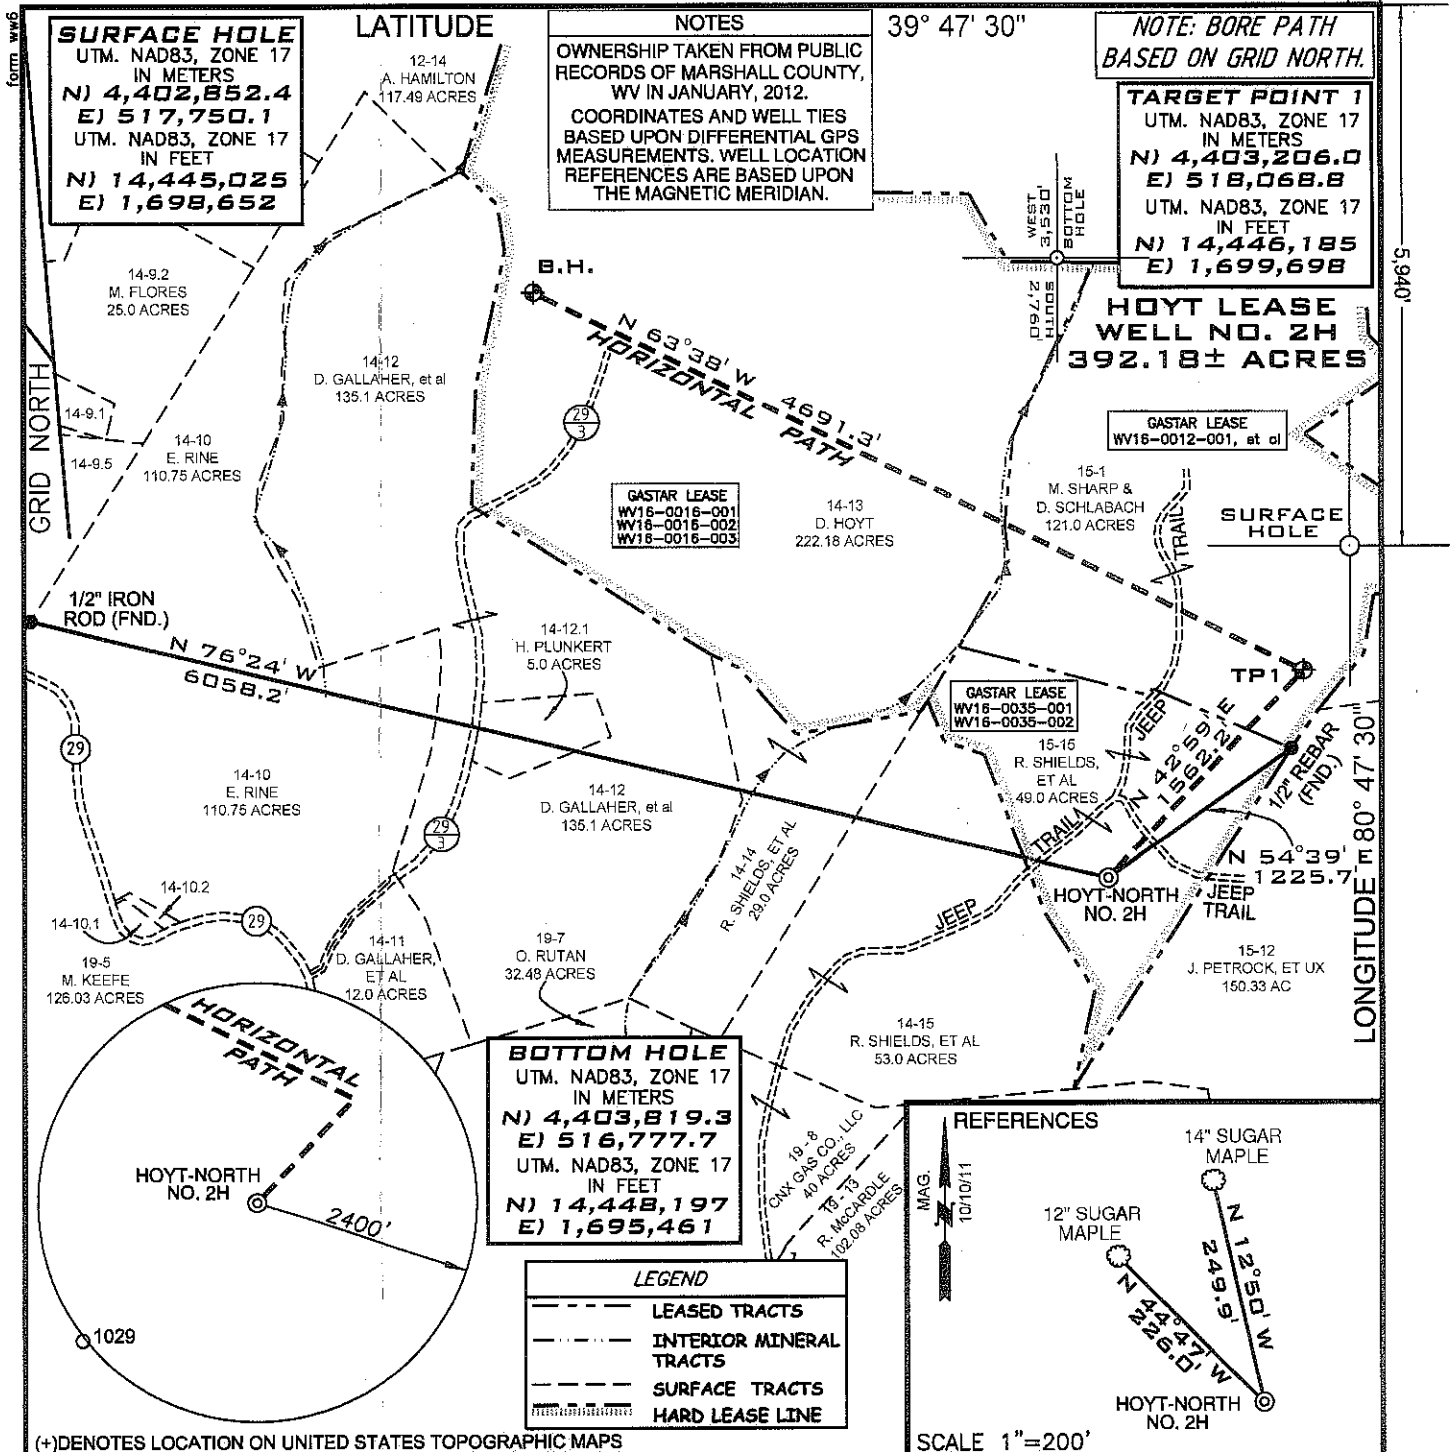 form ww6
LATITUDE
39° 47' 30"
SURFACE HOLE
UTM. NAD83, ZONE 17
IN METERS
N) 4,402,852.4
E) 517,750.1
UTM. NAD83, ZONE 17
IN FEET
N) 14,445,025
E) 1,698,652
NOTES
OWNERSHIP TAKEN FROM PUBLIC
RECORDS OF MARSHALL COUNTY,
WV IN JANUARY, 2012.
COORDINATES AND WELL TIES
BASED UPON DIFFERENTIAL GPS
MEASUREMENTS. WELL LOCATION
REFERENCES ARE BASED UPON
THE MAGNETIC MERIDIAN.
NOTE: BORE PATH
BASED ON GRID NORTH.
TARGET POINT 1
UTM. NAD83, ZONE 17
IN METERS
N) 4,403,206.0
E) 518,068.8
UTM. NAD83, ZONE 17
IN FEET
N) 14,446,185
E) 1,699,698
12-14
A. HAMILTON
117.49 ACRES
WEST
3,530'
BOTTOM
HOLE
SOUTH
2,760'
5,940'
HOYT LEASE
WELL NO. 2H
392.18± ACRES
B.H.
14-9.2
M. FLORES
25.0 ACRES
N 63°38' W 4691.3'
HORIZONTAL PATH
14-12
D. GALLAHER, et al
135.1 ACRES
GRID NORTH
14-9.1
14-9.5
14-10
E. RINE
110.75 ACRES
29
3
GASTAR LEASE
WV16-0012-001, et al
GASTAR LEASE
WV16-0016-001
WV16-0016-002
WV16-0016-003
14-13
D. HOYT
222.18 ACRES
15-1
M. SHARP &
D. SCHLABACH
121.0 ACRES
TRAIL
SURFACE
HOLE
1/2" IRON
ROD (FND.)
N 76°24' W
6058.2'
14-12.1
H. PLUNKERT
5.0 ACRES
TP1
GASTAR LEASE
WV16-0035-001
WV16-0035-002
JEEP
N 42°59' E
1562.2'
15-15
R. SHIELDS,
ET AL
49.0 ACRES
1/2" REBAR
(FND.)
LONGITUDE 80° 47' 30"
29
14-10
E. RINE
110.75 ACRES
14-12
D. GALLAHER, et al
135.1 ACRES
29
3
14-14
R. SHIELDS, ET AL
29.0 ACRES
TRAIL
N 54°39' E
1225.7'
HOYT-NORTH
NO. 2H
JEEP
TRAIL
JEEP
14-10.2
14-10.1
29
19-5
M. KEEFE
126.03 ACRES
14-11
D. GALLAHER,
ET AL
12.0 ACRES
19-7
O. RUTAN
32.48 ACRES
15-12
J. PETROCK, ET UX
150.33 AC
14-15
R. SHIELDS, ET AL
53.0 ACRES
HORIZONTAL
PATH
HOYT-NORTH
NO. 2H
2400'
1029
BOTTOM HOLE
UTM. NAD83, ZONE 17
IN METERS
N) 4,403,819.3
E) 516,777.7
UTM. NAD83, ZONE 17
IN FEET
N) 14,448,197
E) 1,695,461
19 - 8
CNX GAS CO., LLC
40 ACRES
19 - 13
R. McCARDLE
102.08 ACRES
LEGEND
LEASED TRACTS
INTERIOR MINERAL
TRACTS
SURFACE TRACTS
HARD LEASE LINE
REFERENCES
MAG.
N
10/10/11
14" SUGAR
MAPLE
12" SUGAR
MAPLE
N 12°50' W
249.9'
N 44°47' W
226.0'
HOYT-NORTH
NO. 2H
SCALE 1"=200'
(+)DENOTES LOCATION ON UNITED STATES TOPOGRAPHIC MAPS